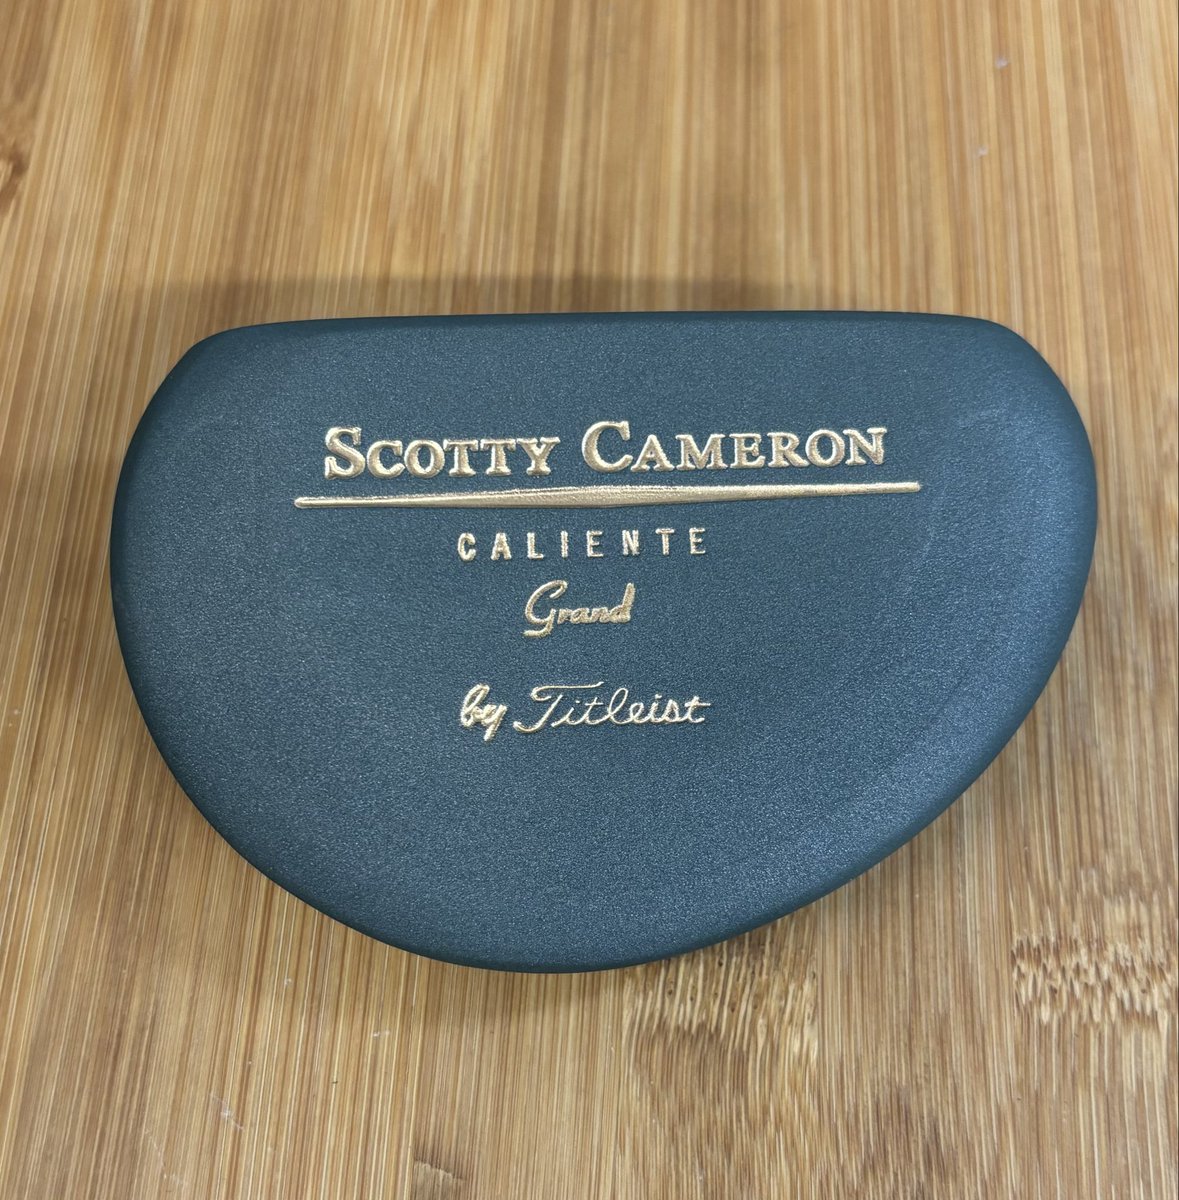 SCOTTY CAMERON
CALIENTE
Grand
by Titleist